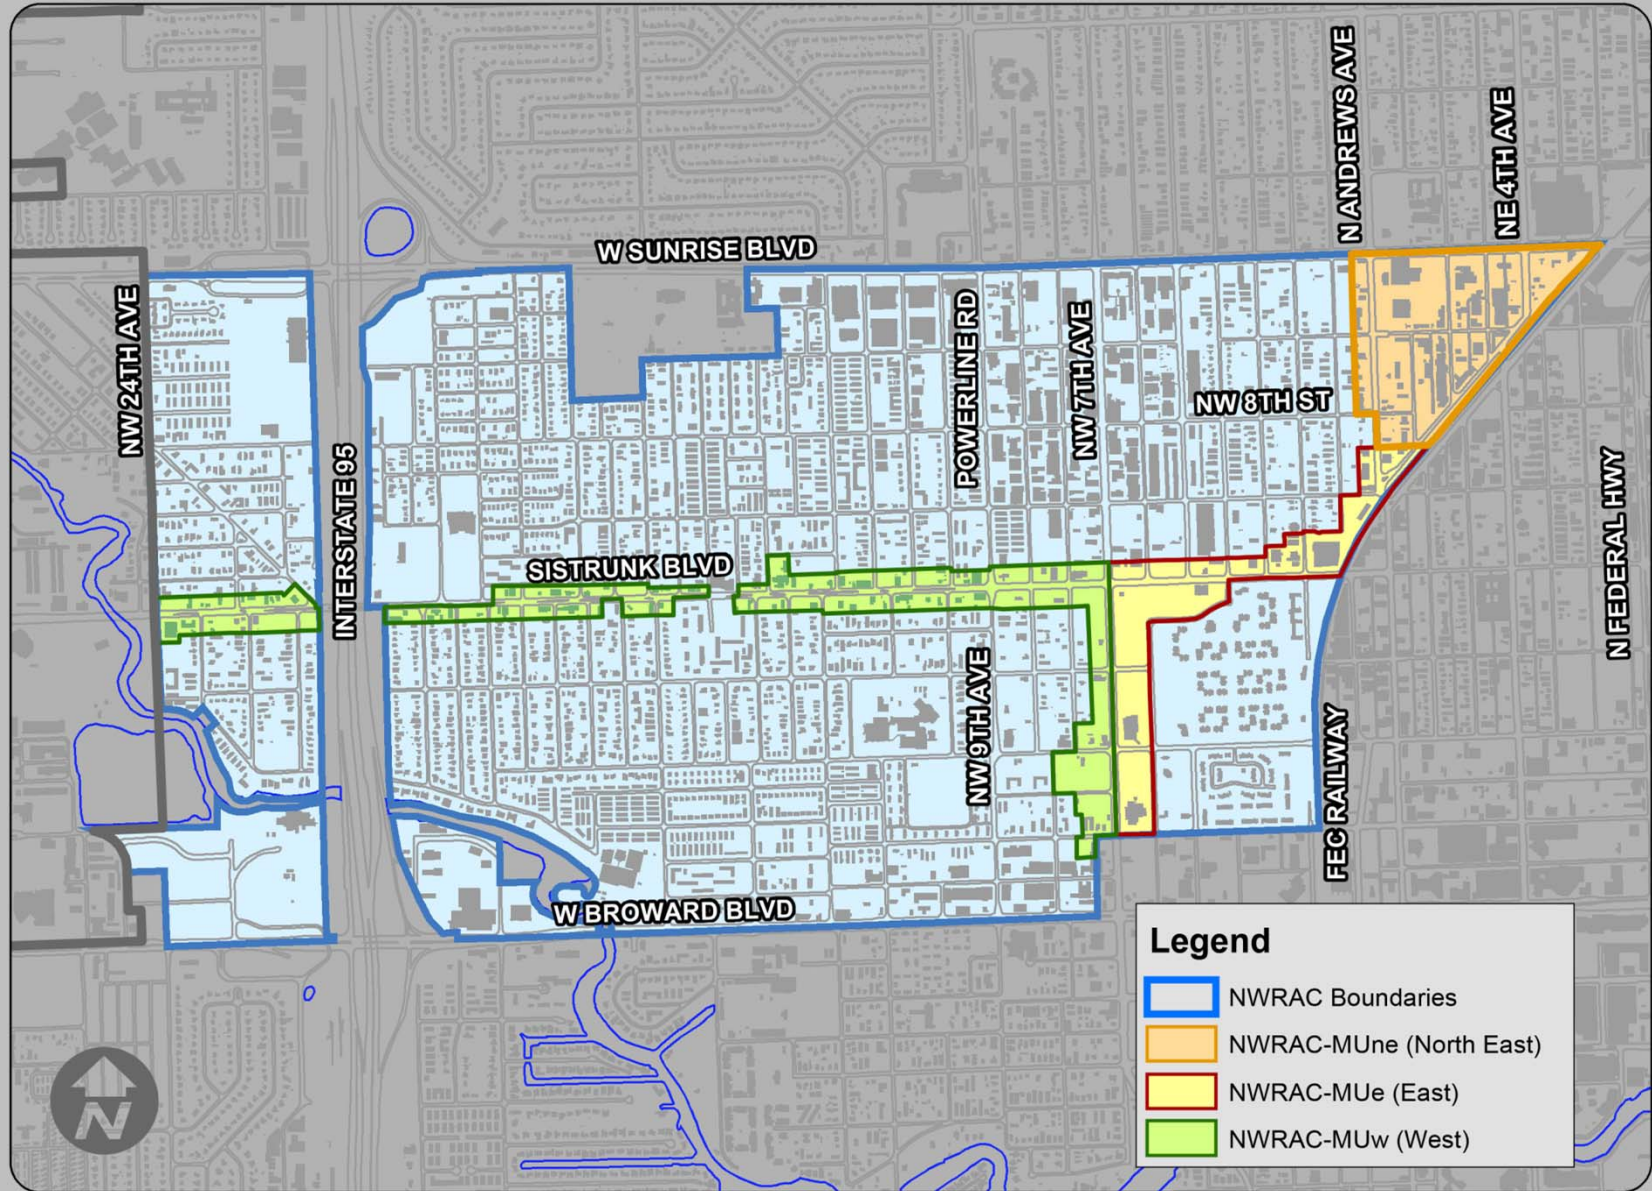 N ANDREWS AVE
NE 4TH AVE
W SUNRISE BLVD
NW 24TH AVE
POWERLINE RD
NW 7TH AVE
NW 8TH ST
INTERSTATE 95
N FEDERAL HWY
SISTRUNK BLVD
NW 9TH AVE
FEC RAILWAY
W BROWARD BLVD
Legend
NWRAC Boundaries
NWRAC-MUne (North East)
NWRAC-MUe (East)
NWRAC-MUw (West)
N